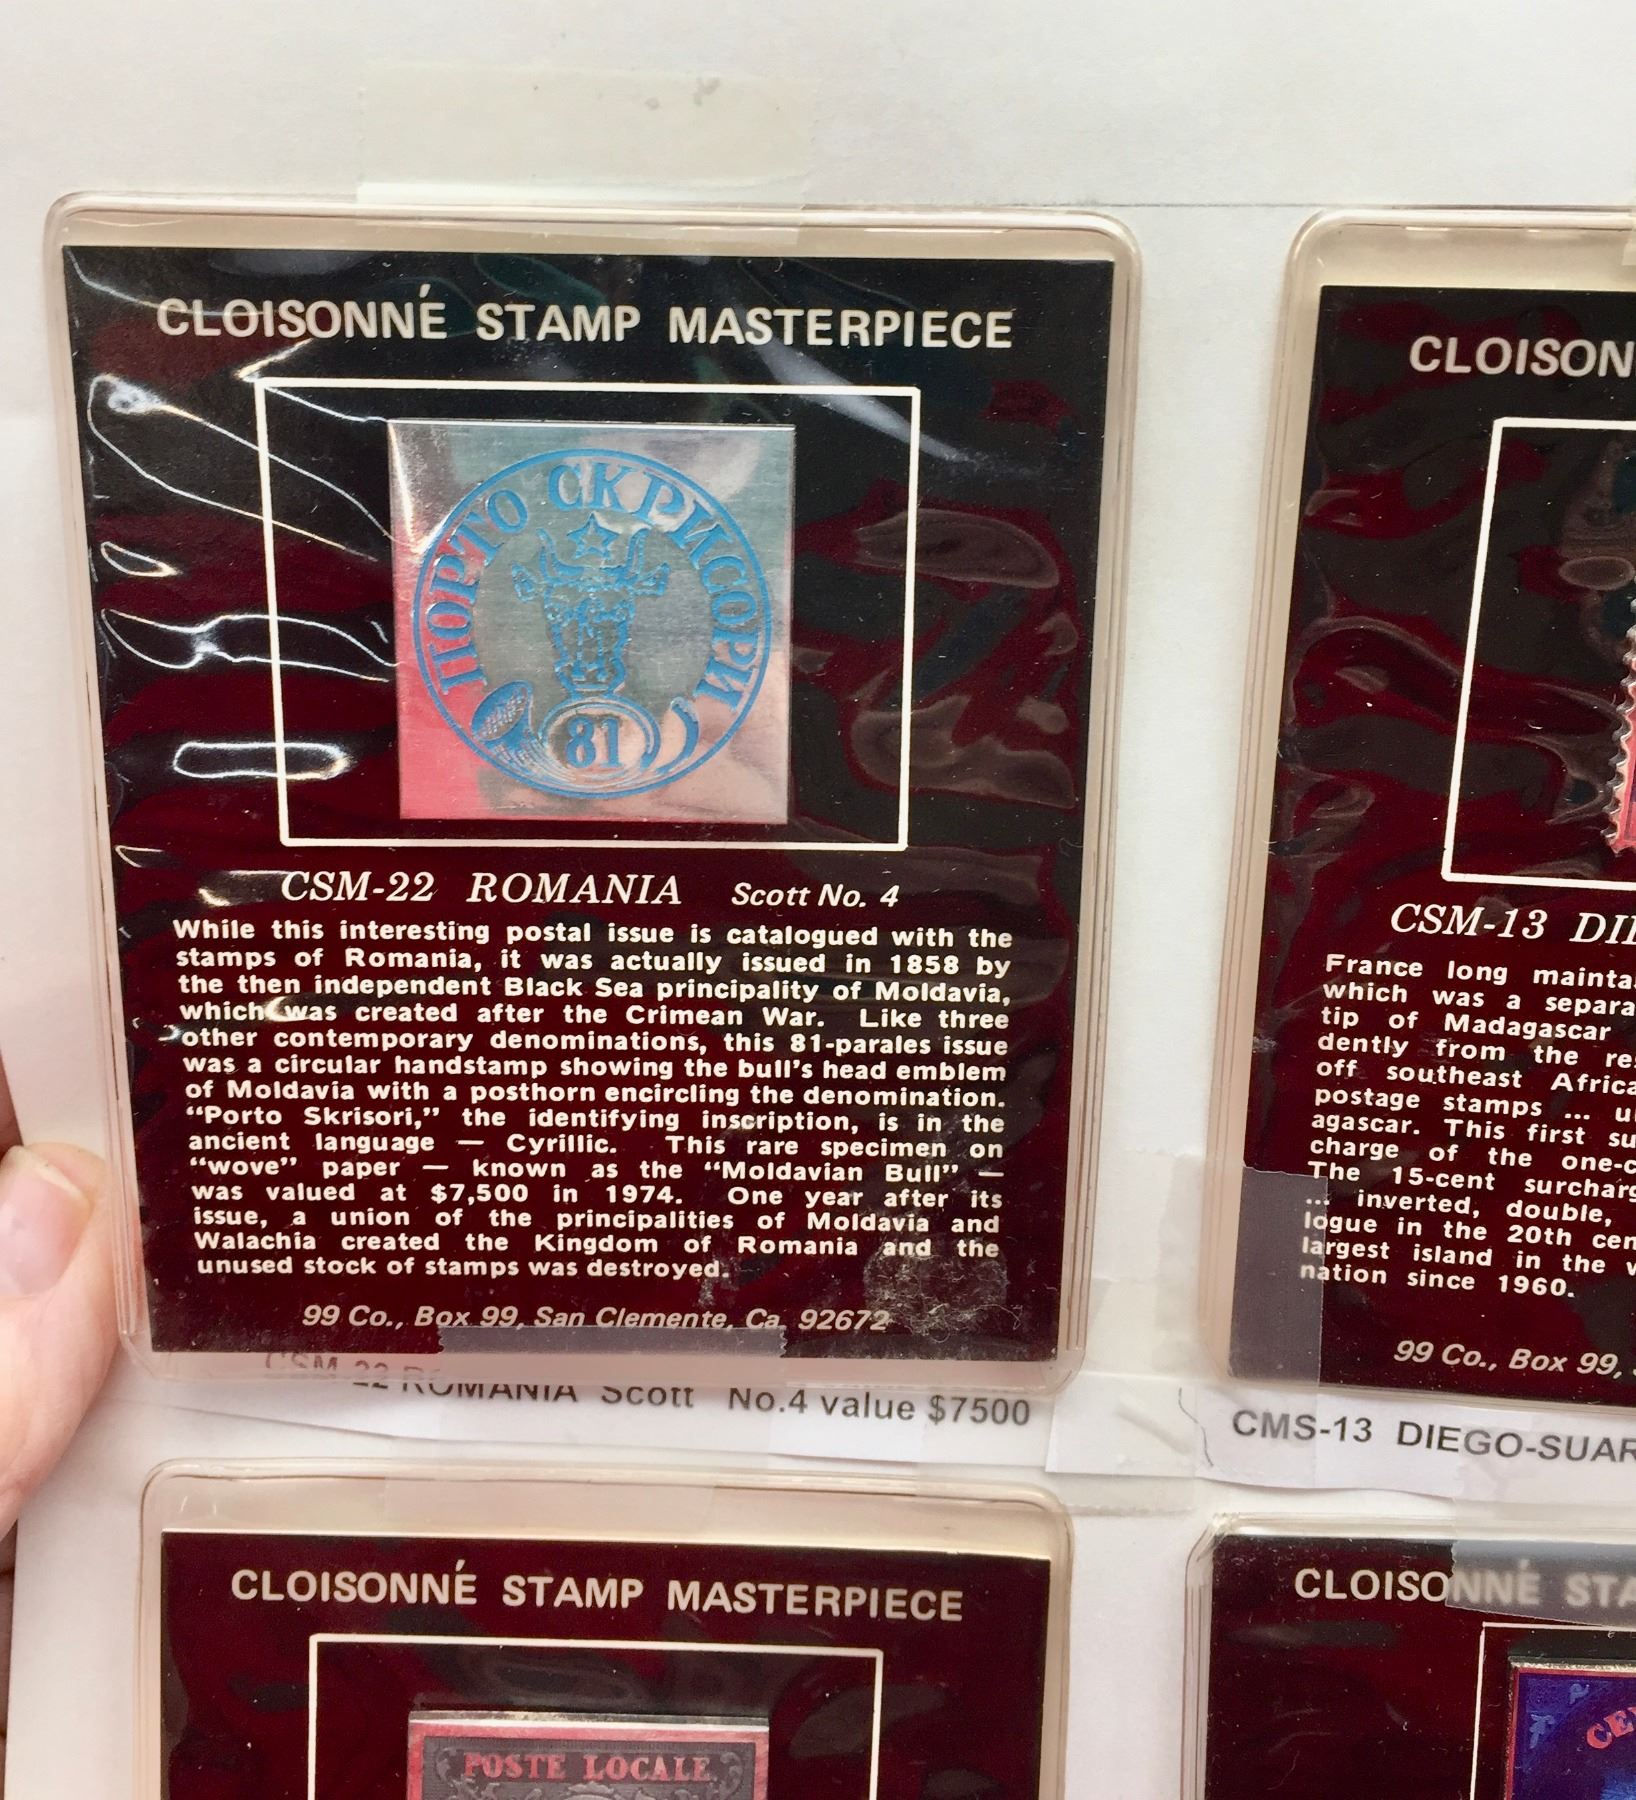 CLOISONNÉ STAMP MASTERPIECE
ПОРТО СКРИСОРИ
81
CSM-22 ROMANIA Scott No. 4
While this interesting postal issue is catalogued with the
stamps of Romania, it was actually issued in 1858 by
the then independent Black Sea principality of Moldavia,
which was created after the Crimean War. Like three
other contemporary denominations, this 81-parales issue
was a circular handstamp showing the bull's head emblem
of Moldavia with a posthorn encircling the denomination.
"Porto Skrisori," the identifying inscription, is in the
ancient language — Cyrillic. This rare specimen on
"wove" paper — known as the "Moldavian Bull" —
was valued at $7,500 in 1974. One year after its
issue, a union of the principalities of Moldavia and
Walachia created the Kingdom of Romania and the
unused stock of stamps was destroyed.
99 Co., Box 99, San Clemente, Ca. 92672
CSM-22 ROMANIA Scott No.4 value $7500
CLOISON
CSM-13 DI
France long mainta
which was a separa
tip of Madagascar
dently from the res
off southeast Africa
postage stamps ... u
agascar. This first su
charge of the one-c
The 15-cent surcharg
... inverted, double,
logue in the 20th cen
largest island in the w
nation since 1960.
99 Co., Box 99,
CMS-13 DIEGO-SUAR
CLOISONNÉ STAMP MASTERPIECE
POSTE LOCALE
CLOISONNÉ STA
CE